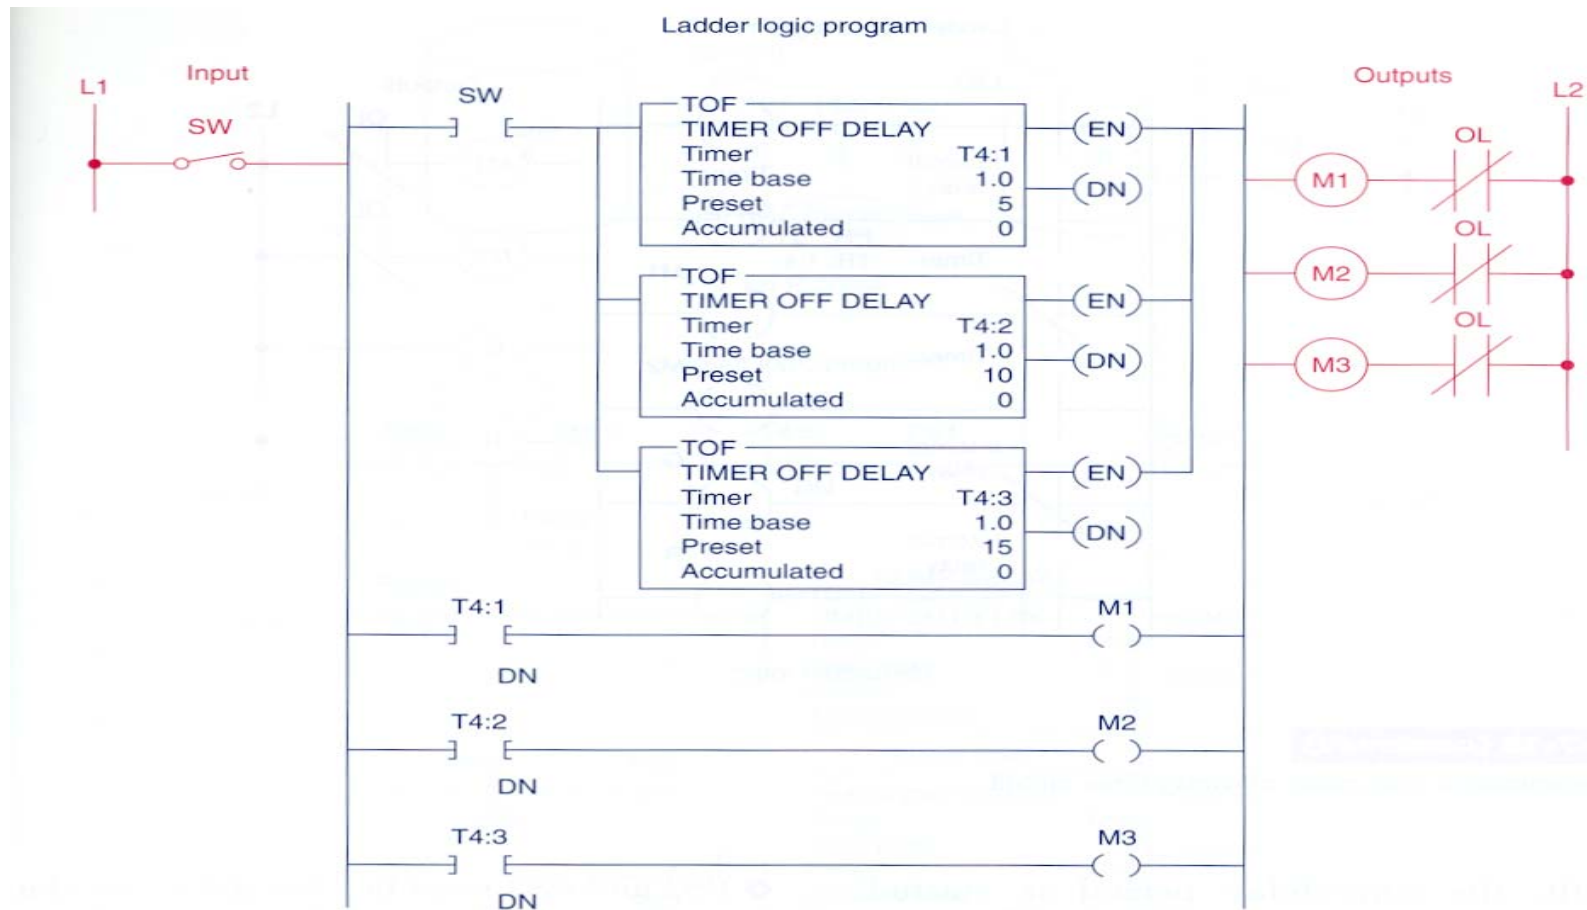 Ladder logic program
Input
Outputs
L1
L2
SW
SW
TOF
TIMER OFF DELAY
Timer T4:1
Time base 1.0
Preset 5
Accumulated 0
EN
DN
TOF
TIMER OFF DELAY
Timer T4:2
Time base 1.0
Preset 10
Accumulated 0
EN
DN
TOF
TIMER OFF DELAY
Timer T4:3
Time base 1.0
Preset 15
Accumulated 0
EN
DN
OL
M1
OL
M2
OL
M3
T4:1
DN
M1
T4:2
DN
M2
T4:3
DN
M3